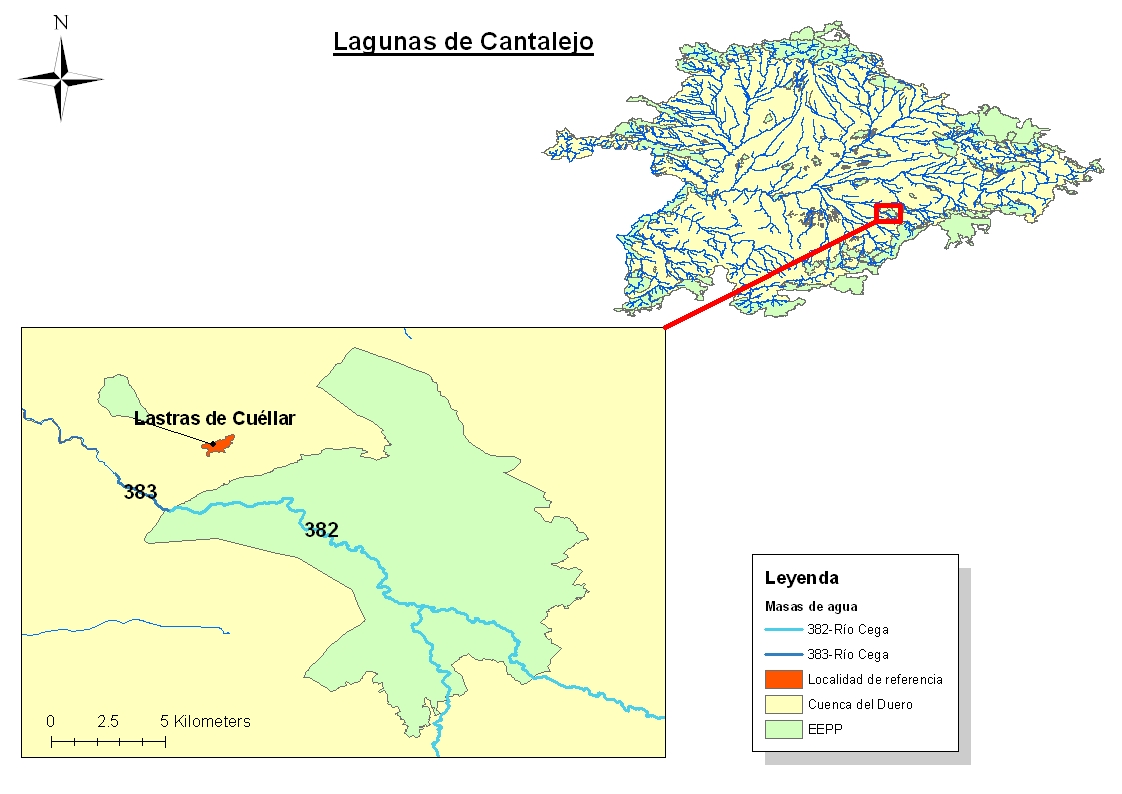 N
Lagunas de Cantalejo
Lastras de Cuéllar
383
382
0 2.5 5 Kilometers
Leyenda
Masas de agua
382-Río Cega
383-Río Cega
Localidad de referencia
Cuenca del Duero
EEPP